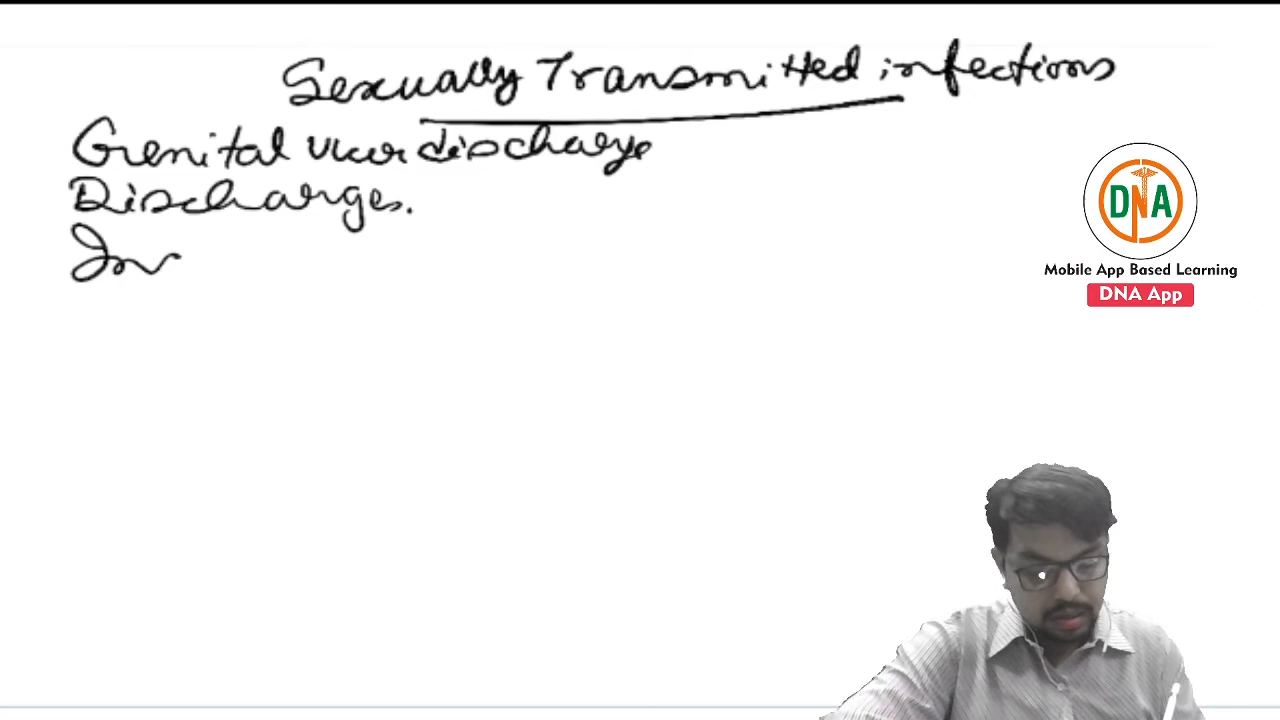 Sexually Transmitted infections
Genital ulcer discharge
Discharges.
DNA
Mobile App Based Learning
DNA App